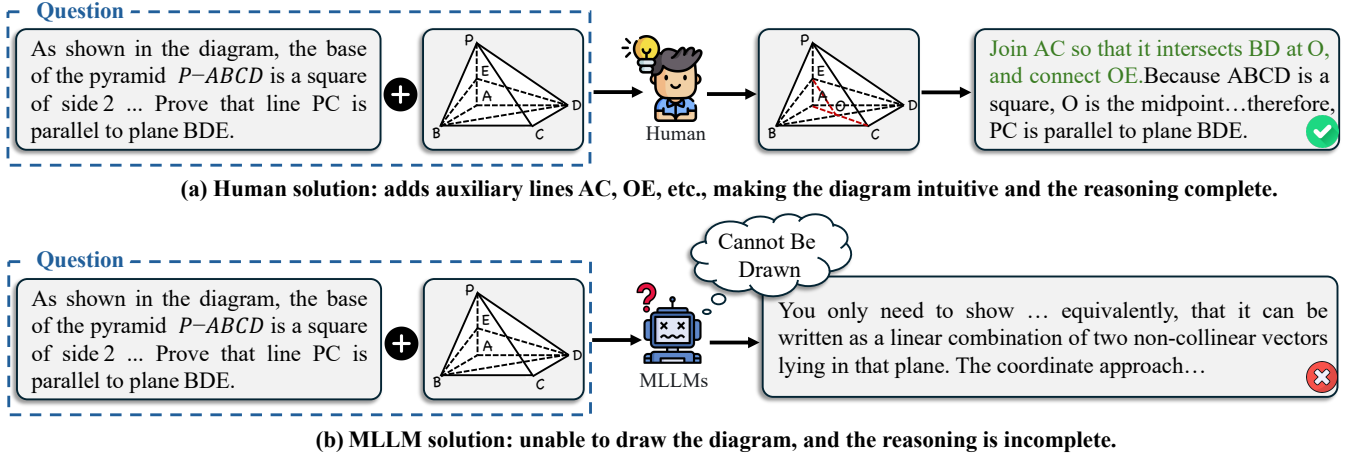 Question
As shown in the diagram, the base
of the pyramid P−ABCD is a square
of side 2 ... Prove that line PC is
parallel to plane BDE.
P
E
A
D
B
C
Human
P
E
A
O
D
B
C
Join AC so that it intersects BD at O,
and connect OE.Because ABCD is a
square, O is the midpoint…therefore,
PC is parallel to plane BDE.
(a) Human solution: adds auxiliary lines AC, OE, etc., making the diagram intuitive and the reasoning complete.
Question
As shown in the diagram, the base
of the pyramid P−ABCD is a square
of side 2 ... Prove that line PC is
parallel to plane BDE.
P
E
A
D
B
C
?
MLLMs
Cannot Be
Drawn
You only need to show … equivalently, that it can be
written as a linear combination of two non-collinear vectors
lying in that plane. The coordinate approach…
(b) MLLM solution: unable to draw the diagram, and the reasoning is incomplete.